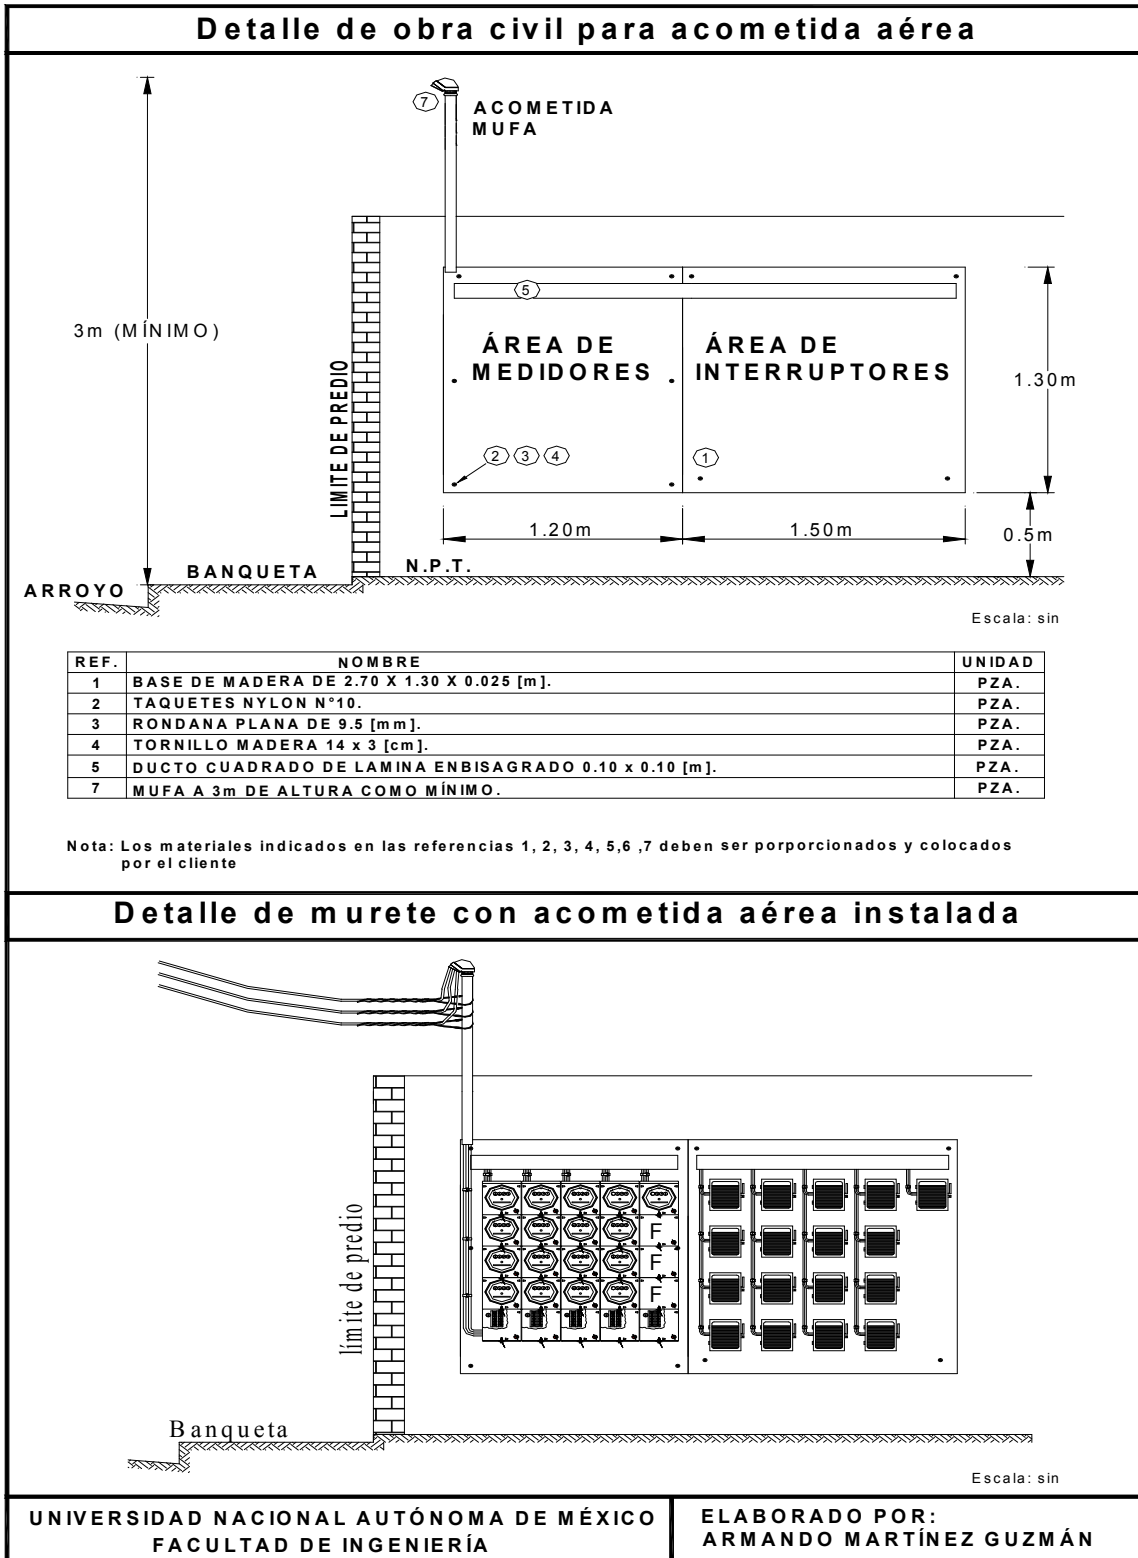 Detalle de obra civil para acometida aérea
7
ACOMETIDA
MUFA
5
3m (MÍNIMO)
ÁREA DE
MEDIDORES
ÁREA DE
INTERRUPTORES
1.30m
LIMITE DE PREDIO
2 3 4
1
1.20m
1.50m
0.5m
BANQUETA
N.P.T.
ARROYO
Escala: sin
REF. NOMBRE UNIDAD
1 BASE DE MADERA DE 2.70 X 1.30 X 0.025 [m]. PZA.
2 TAQUETES NYLON N°10. PZA.
3 RONDANA PLANA DE 9.5 [mm]. PZA.
4 TORNILLO MADERA 14 x 3 [cm]. PZA.
5 DUCTO CUADRADO DE LAMINA ENBISAGRADO 0.10 x 0.10 [m]. PZA.
7 MUFA A 3m DE ALTURA COMO MÍNIMO. PZA.
Nota: Los materiales indicados en las referencias 1, 2, 3, 4, 5,6 ,7 deben ser porporcionados y colocados
por el cliente
Detalle de murete con acometida aérea instalada
límite de predio
F
F
F
Banqueta
Escala: sin
UNIVERSIDAD NACIONAL AUTÓNOMA DE MÉXICO
FACULTAD DE INGENIERÍA
ELABORADO POR:
ARMANDO MARTÍNEZ GUZMÁN